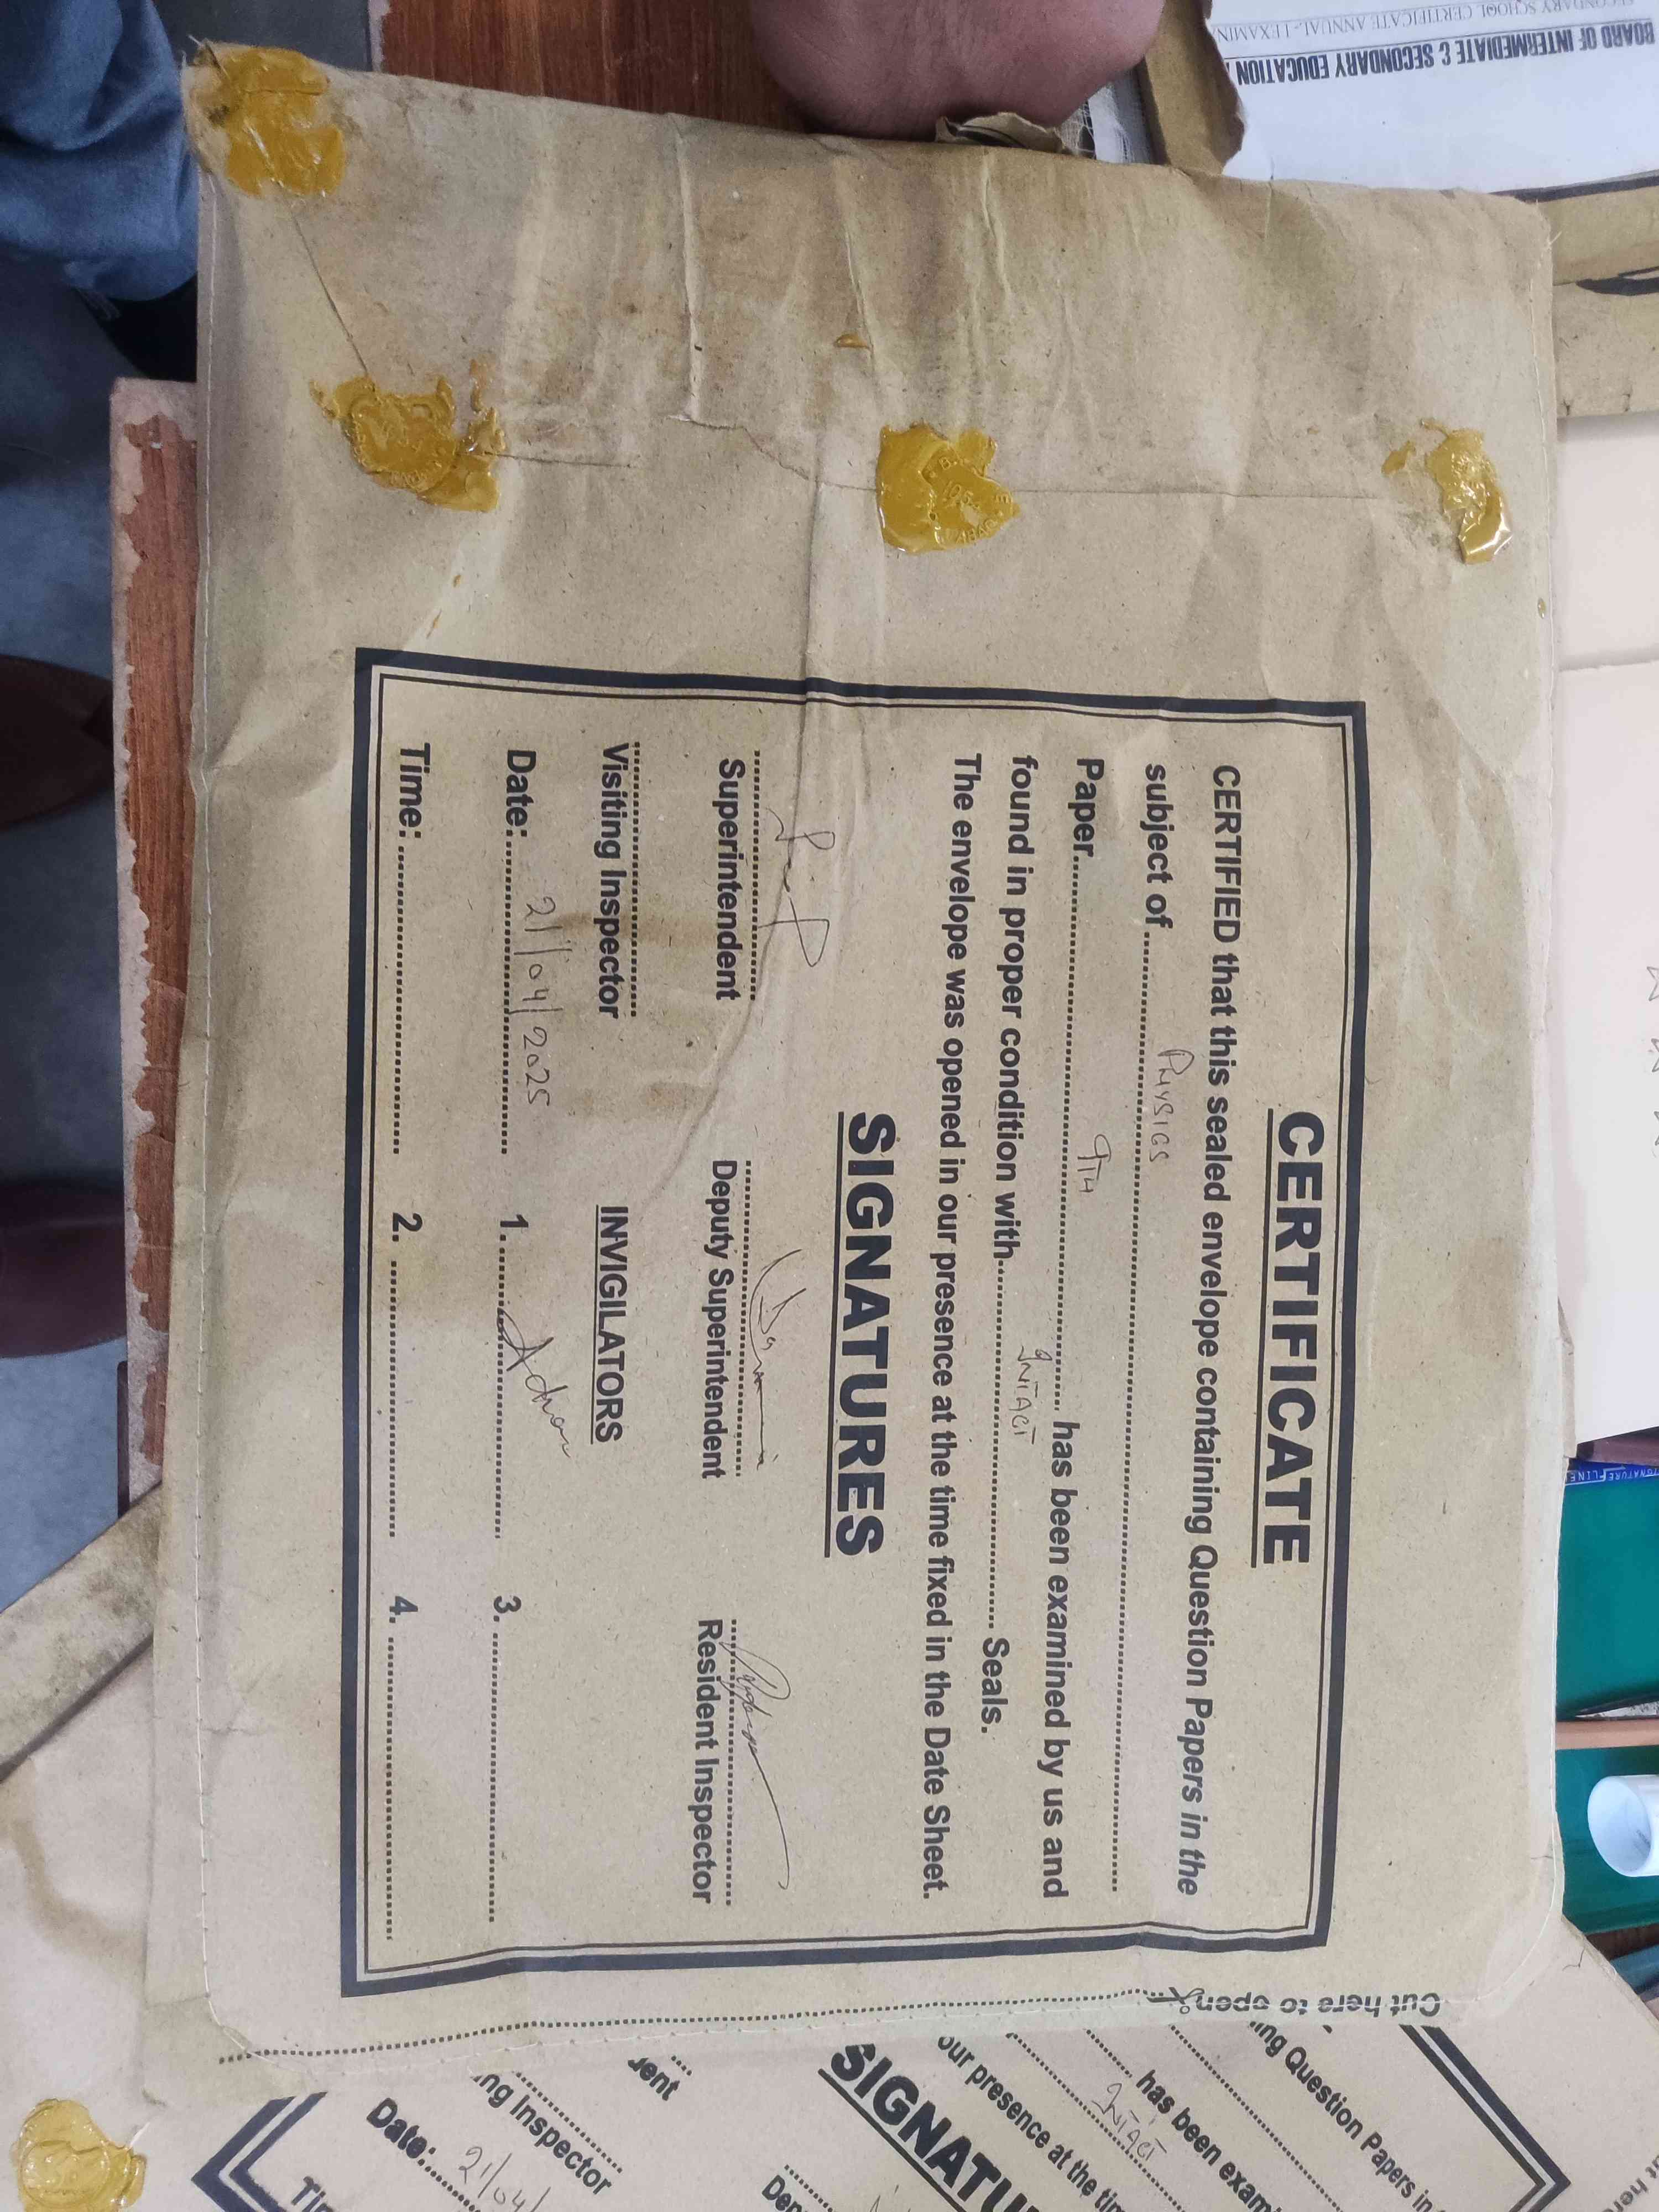 CERTIFICATE
CERTIFIED that this sealed envelope containing Question Papers in the
subject of .......... PHYSICS ..........
Paper .......... 9TH .......... has been examined by us and
found in proper condition with .......... INTACT .......... Seals.
The envelope was opened in our presence at the time fixed in the Date Sheet.
SIGNATURES
Superintendent Deputy Superintendent Resident Inspector
Visiting Inspector INVIGILATORS
Date: 21/04/2025 1. .......... 3. ..........
Time: .......... 2. .......... 4. ..........
Cut here to open
BOARD OF INTERMEDIATE & SECONDARY EDUCATION
SECONDARY SCHOOL CERTIFICATE ANNUAL-I EXAMINA
ing Question Papers in
has been exam
INTACT
our presence at the tim
SIGNATU
ng Inspector
Date: 21/04/